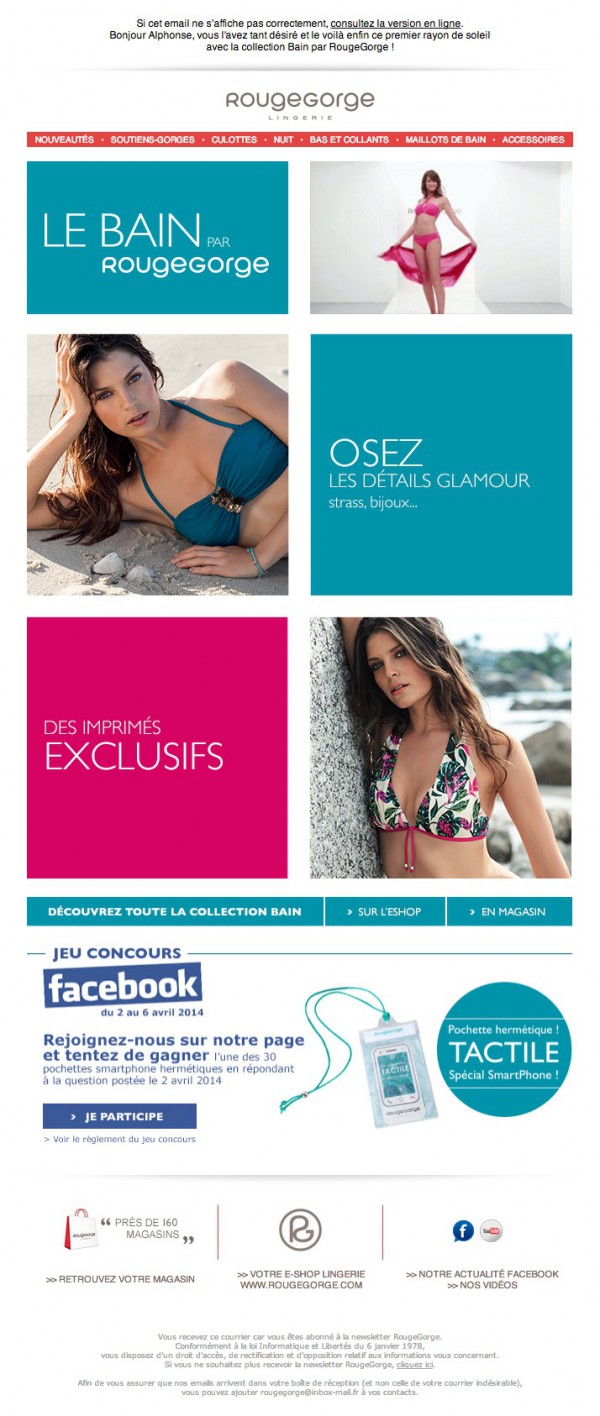 Si cet email ne s'affiche pas correctement, consultez la version en ligne.
Bonjour Alphonse, vous l'avez tant désiré et le voilà enfin ce premier rayon de soleil
avec la collection Bain par RougeGorge !
ROUGEGORGE
LINGERIE
NOUVEAUTÉS • SOUTIENS-GORGES • CULOTTES • NUIT • BAS ET COLLANTS • MAILLOTS DE BAIN • ACCESSOIRES
LE BAIN PAR
ROUGEGORGE
OSEZ
LES DÉTAILS GLAMOUR
strass, bijoux...
DES IMPRIMÉS
EXCLUSIFS
DÉCOUVREZ TOUTE LA COLLECTION BAIN
> SUR L'ESHOP
> EN MAGASIN
JEU CONCOURS
facebook
du 2 au 6 avril 2014
Rejoignez-nous sur notre page
et tentez de gagner l'une des 30
pochettes smartphone hermétiques en répondant
à la question postée le 2 avril 2014
> JE PARTICIPE
> Voir le règlement du jeu concours
ROUGEGORGE
TACTILE
ROUGEGORGE
Pochette hermétique !
TACTILE
Spécial SmartPhone !
ROUGEGORGE
“ PRÈS DE 160
MAGASINS ”
>> RETROUVEZ VOTRE MAGASIN
RG
>> VOTRE E-SHOP LINGERIE
WWW.ROUGEGORGE.COM
f
You Tube
>> NOTRE ACTUALITÉ FACEBOOK
>> NOS VIDÉOS
Vous recevez ce courrier car vous êtes abonné à la newsletter RougeGorge.
Conformément à la loi Informatique et Libertés du 6 janvier 1978,
vous disposez d'un droit d'accès, de rectification et d'opposition relatif aux informations vous concernant.
Si vous ne souhaitez plus recevoir la newsletter RougeGorge, cliquez ici.
Afin de vous assurer que nos emails arrivent dans votre boîte de réception (et non celle de votre courrier indésirable),
vous pouvez ajouter rougegorge@inbox-mail.fr à vos contacts.